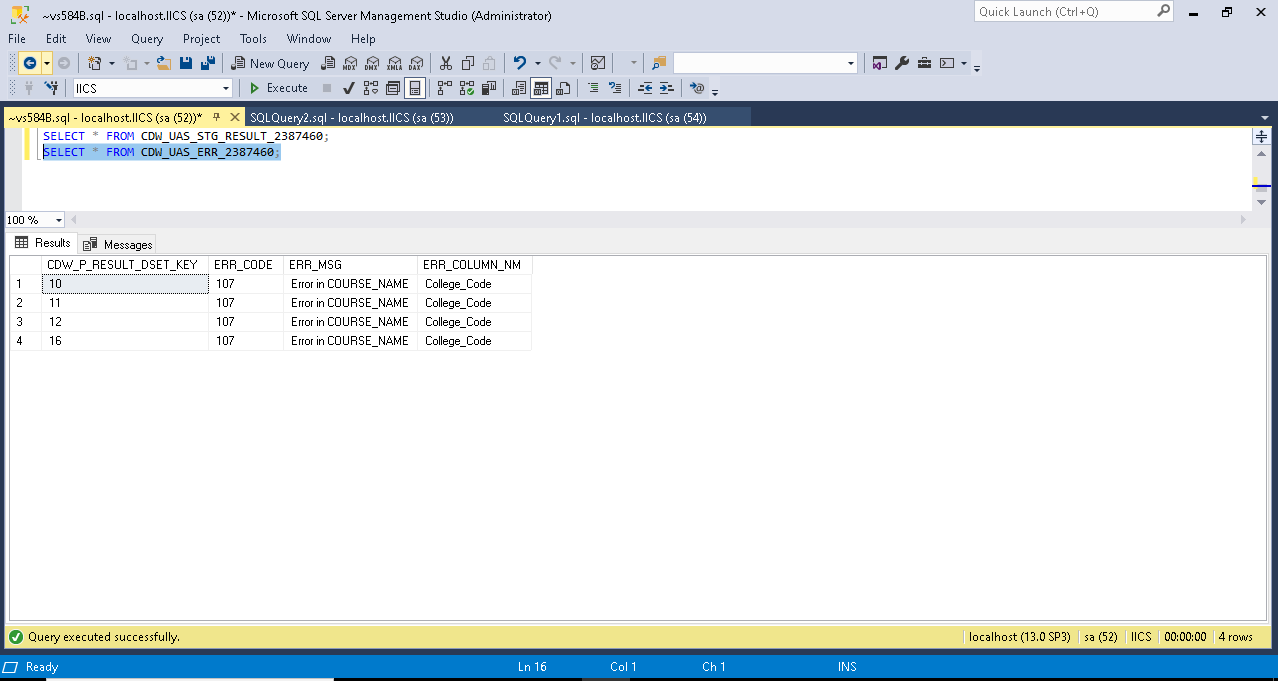 ~vs584B.sql - localhost.IICS (sa (52))* - Microsoft SQL Server Management Studio (Administrator)
Quick Launch (Ctrl+Q)
File Edit View Query Project Tools Window Help
New Query MDX DMX XMLA DAX
IICS Execute
~vs584B.sql - localhost.IICS (sa (52))* SQLQuery2.sql - localhost.IICS (sa (53)) SQLQuery1.sql - localhost.IICS (sa (54))
SELECT * FROM CDW_UAS_STG_RESULT_2387460;
SELECT * FROM CDW_UAS_ERR_2387460;
100 %
Results Messages
CDW_P_RESULT_DSET_KEY ERR_CODE ERR_MSG ERR_COLUMN_NM
1 10 107 Error in COURSE_NAME College_Code
2 11 107 Error in COURSE_NAME College_Code
3 12 107 Error in COURSE_NAME College_Code
4 16 107 Error in COURSE_NAME College_Code
Query executed successfully. localhost (13.0 SP3) sa (52) IICS 00:00:00 4 rows
Ready Ln 16 Col 1 Ch 1 INS